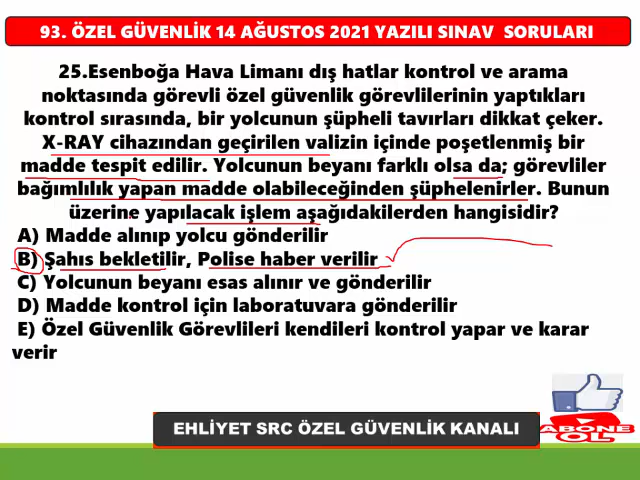 93. ÖZEL GÜVENLİK 14 AĞUSTOS 2021 YAZILI SINAV SORULARI
25.Esenboğa Hava Limanı dış hatlar kontrol ve arama
noktasında görevli özel güvenlik görevlilerinin yaptıkları
kontrol sırasında, bir yolcunun şüpheli tavırları dikkat çeker.
X-RAY cihazından geçirilen valizin içinde poşetlenmiş bir
madde tespit edilir. Yolcunun beyanı farklı olsa da; görevliler
bağımlılık yapan madde olabileceğinden şüphelenirler. Bunun
üzerine yapılacak işlem aşağıdakilerden hangisidir?
A) Madde alınıp yolcu gönderilir
B) Şahıs bekletilir, Polise haber verilir
C) Yolcunun beyanı esas alınır ve gönderilir
D) Madde kontrol için laboratuvara gönderilir
E) Özel Güvenlik Görevlileri kendileri kontrol yapar ve karar
verir
EHLİYET SRC ÖZEL GÜVENLİK KANALI
ABONE
OL